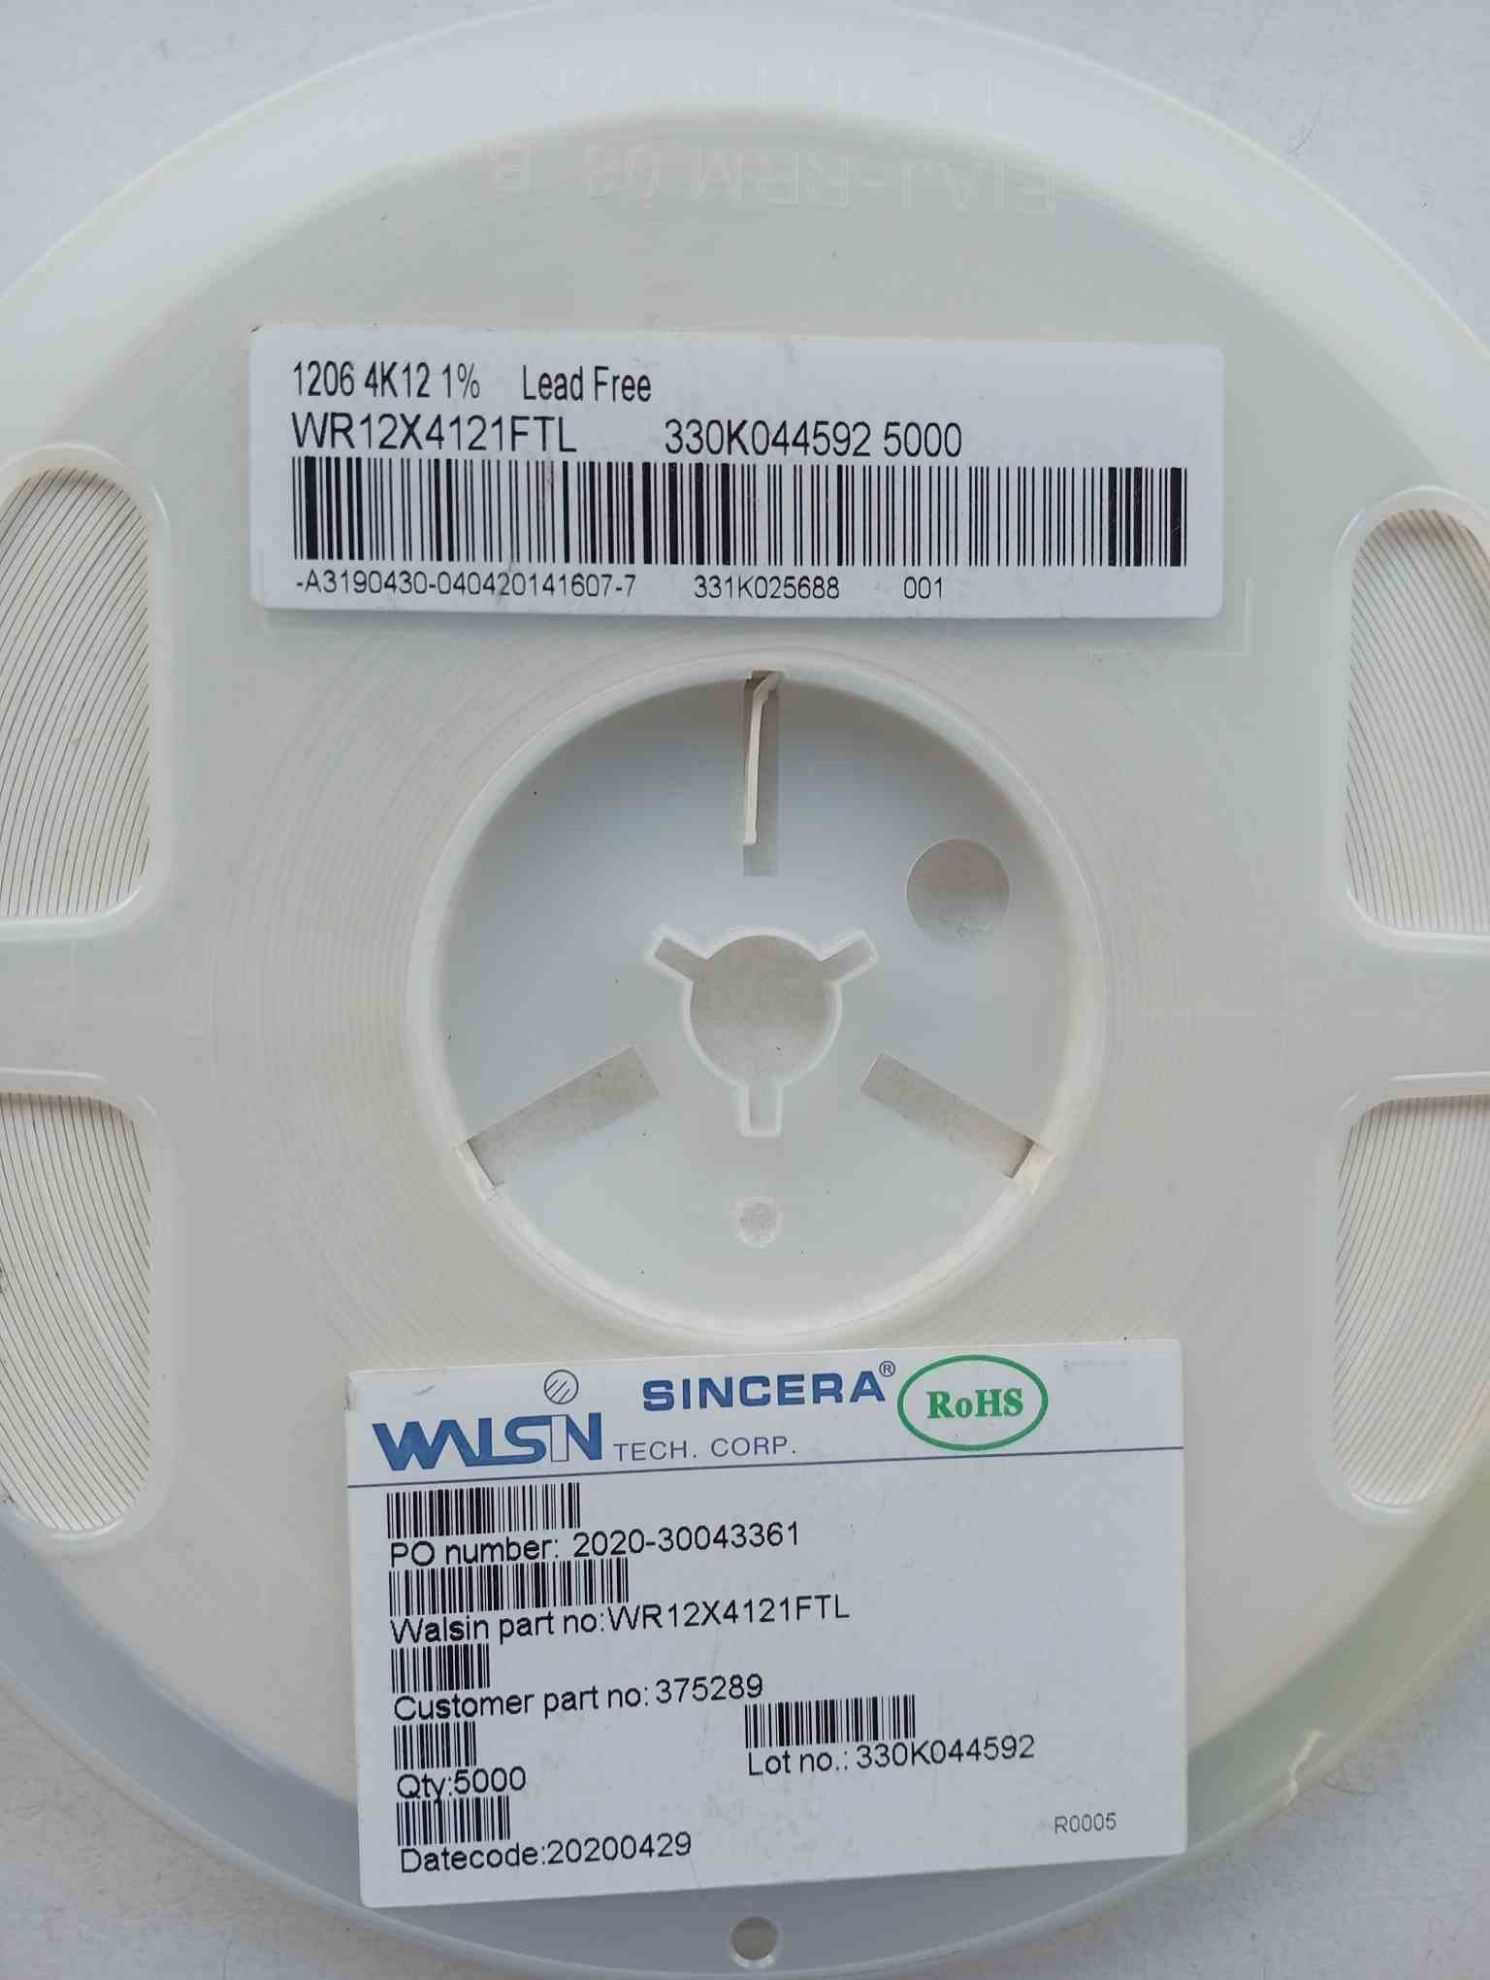 1206 4K12 1% Lead Free
WR12X4121FTL 330K044592 5000
-A3190430-040420141607-7 331K025688 001
WALSIN TECH. CORP. SINCERA® RoHS
PO number: 2020-30043361
Walsin part no:WR12X4121FTL
Customer part no:375289
Qty:5000 Lot no.: 330K044592
Datecode:20200429
R0005